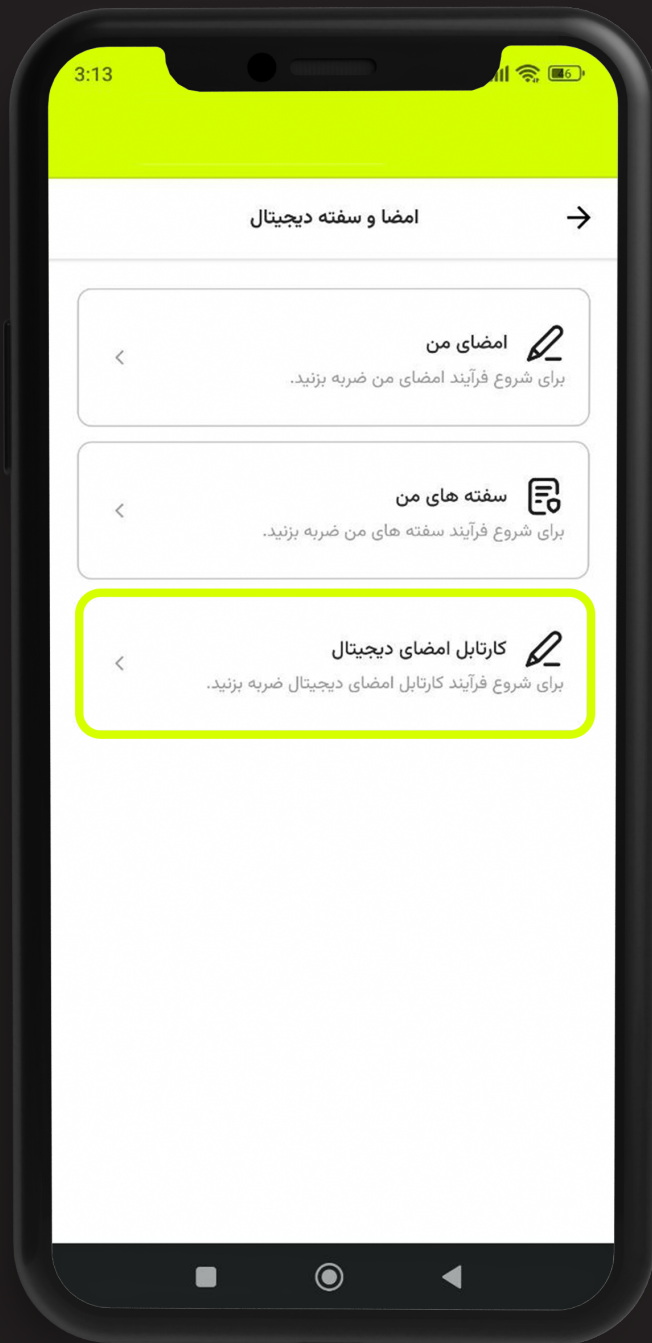 3:13
46
امضا و سفته دیجیتال
امضای من
برای شروع فرآیند امضای من ضربه بزنید.
سفته های من
برای شروع فرآیند سفته های من ضربه بزنید.
کارتابل امضای دیجیتال
برای شروع فرآیند کارتابل امضای دیجیتال ضربه بزنید.